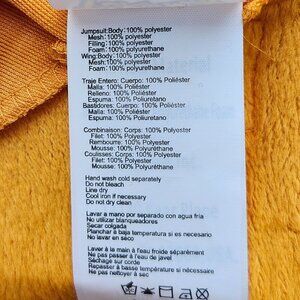 Jumpsuit:Body: 100% polyester
Mesh: 100% polyester
Filling: 100% polyester
Foam: 100% polyurethane
Wing:Body: 100% polyester
Mesh: 100% polyester
Foam: 100% polyurethane
Traje Entero: Cuerpo: 100% Poliéster
Malla: 100% Poliéster
Relleno: 100% Poliéster
Espuma: 100% Poliuretano
Bastidores: Cuerpo: 100% Poliéster
Malla: 100% Poliéster
Espuma: 100% Poliuretano
Combinaison: Corps: 100% Polyester
Filet: 100% Polyester
Rembourre: 100% Polyester
Mousse: 100% Polyuréthane
Coulisses: Corps: 100% Polyester
Filet: 100% Polyester
Mousse: 100% Polyuréthane
Hand wash cold separately
Do not bleach
Line dry
Cool iron if necessary
Do not dry clean
Lavar a mano por separado con agua fria
No utilizar blanqueadores
Secar colgada
Planchar á baja temperatura si es necesario
No lavar en seco
Laver à la main à l'eau froide séparément
Ne pas passer à l'eau de javel
Séchage sur corde
Repasser à basse température si nécessaire
Ne pas nettoyer à sec